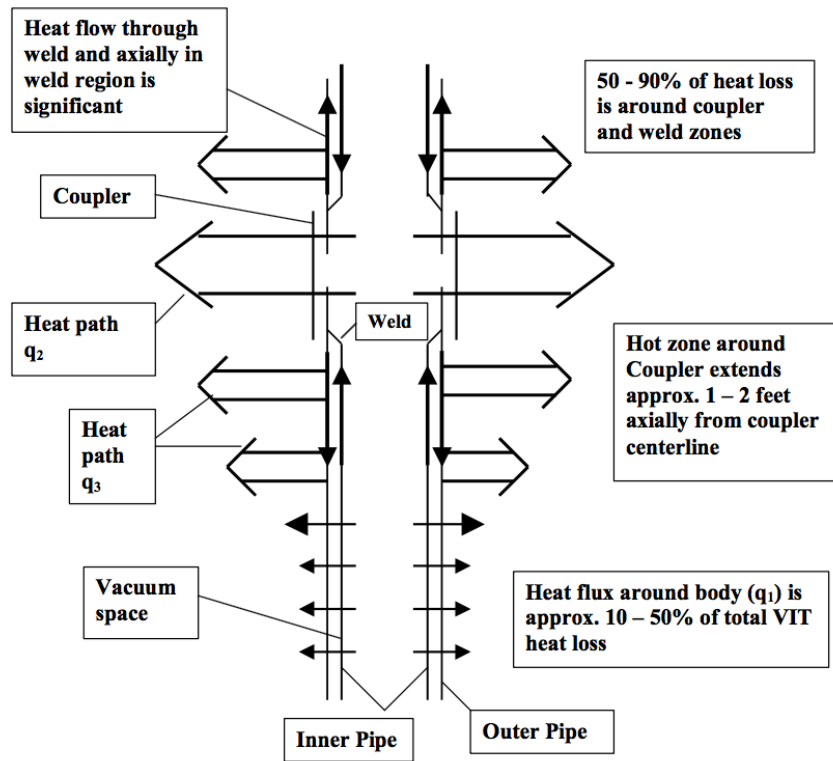 Heat flow through
weld and axially in
weld region is
significant
50 - 90% of heat loss
is around coupler
and weld zones
Coupler
Heat path
q₂
Weld
Hot zone around
Coupler extends
approx. 1 – 2 feet
axially from coupler
centerline
Heat
path
q₃
Vacuum
space
Heat flux around body (q₁) is
approx. 10 – 50% of total VIT
heat loss
Inner Pipe
Outer Pipe